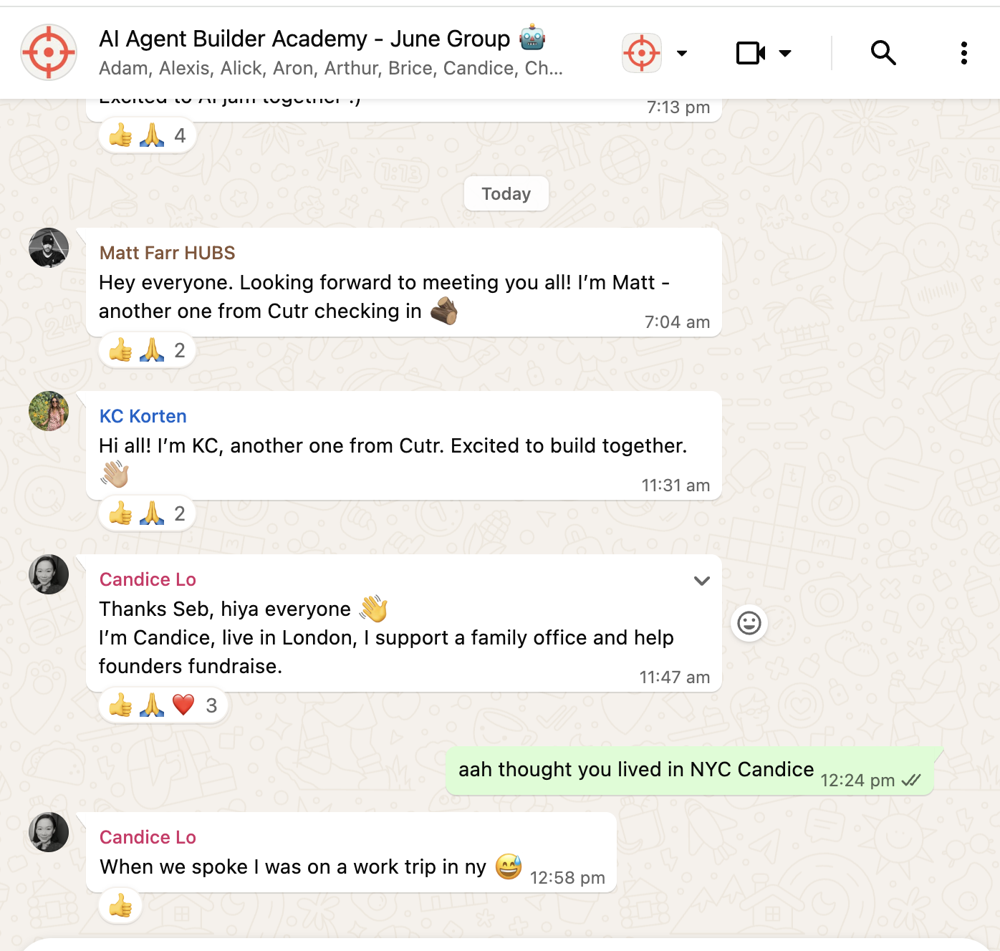 AI Agent Builder Academy - June Group 🤖
Adam, Alexis, Alick, Aron, Arthur, Brice, Candice, Ch...
Excited to AI jam together :)
7:13 pm
👍 🙏 4
Today
Matt Farr HUBS
Hey everyone. Looking forward to meeting you all! I’m Matt -
another one from Cutr checking in 🪵
7:04 am
👍 🙏 2
KC Korten
Hi all! I’m KC, another one from Cutr. Excited to build together.
👋🏼
11:31 am
👍 🙏 2
Candice Lo
Thanks Seb, hiya everyone 👋
I’m Candice, live in London, I support a family office and help
founders fundraise.
11:47 am
👍 🙏 ❤️ 3
aah thought you lived in NYC Candice
12:24 pm
Candice Lo
When we spoke I was on a work trip in ny 😅
12:58 pm
👍